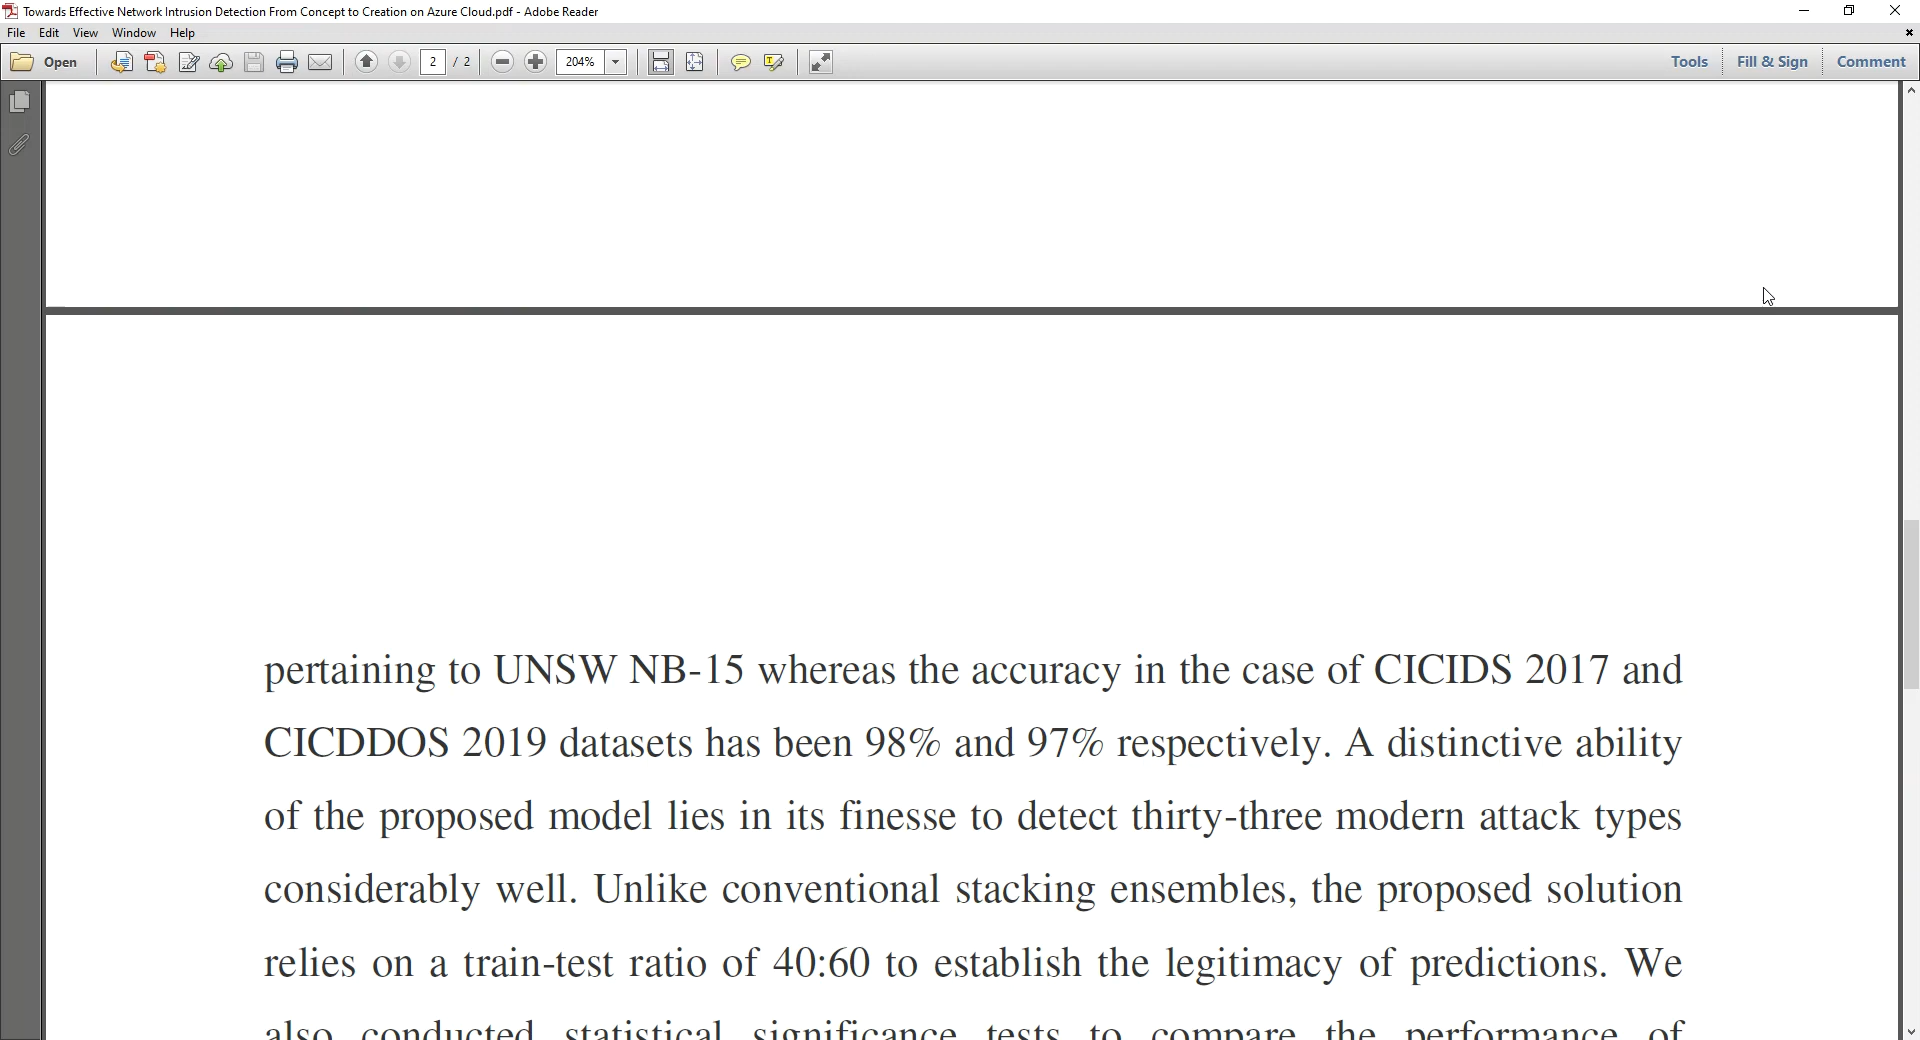 Towards Effective Network Intrusion Detection From Concept to Creation on Azure Cloud.pdf - Adobe Reader
File Edit View Window Help
Open 2 / 2 204% Tools Fill & Sign Comment
pertaining to UNSW NB-15 whereas the accuracy in the case of CICIDS 2017 and
CICDDOS 2019 datasets has been 98% and 97% respectively. A distinctive ability
of the proposed model lies in its finesse to detect thirty-three modern attack types
considerably well. Unlike conventional stacking ensembles, the proposed solution
relies on a train-test ratio of 40:60 to establish the legitimacy of predictions. We
also conducted statistical significance tests to compare the performance of